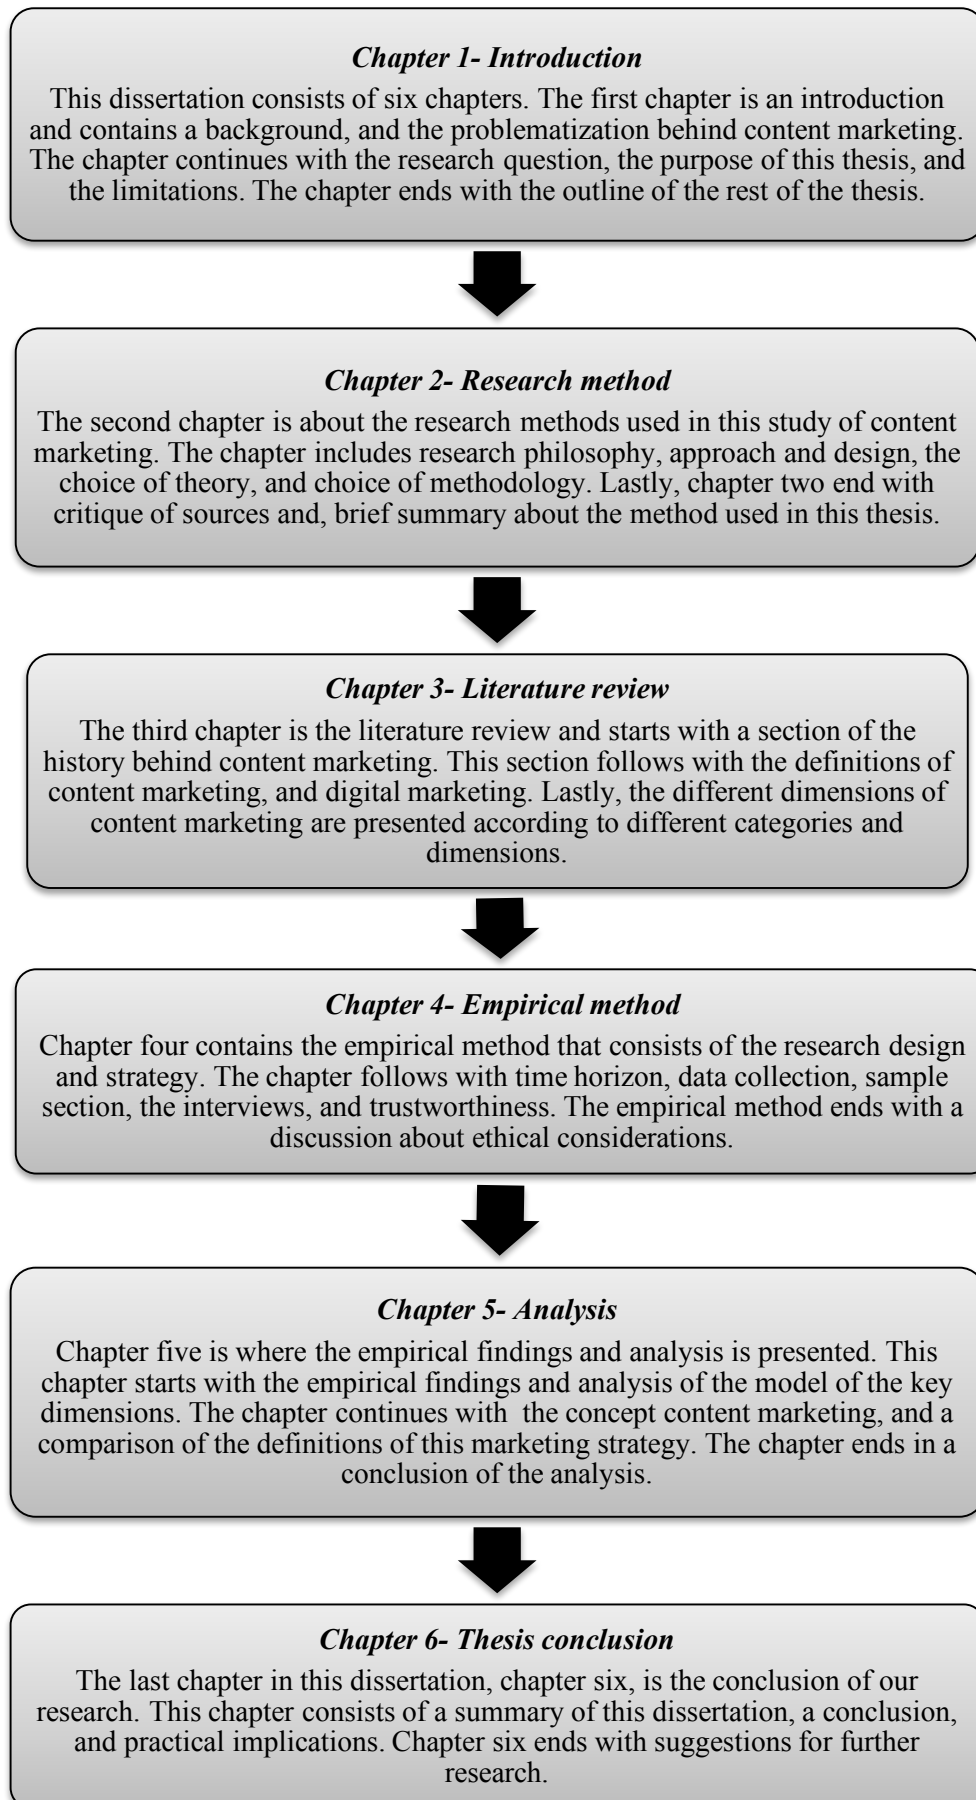 Chapter 1- Introduction
This dissertation consists of six chapters. The first chapter is an introduction
and contains a background, and the problematization behind content marketing.
The chapter continues with the research question, the purpose of this thesis, and
the limitations. The chapter ends with the outline of the rest of the thesis.
Chapter 2- Research method
The second chapter is about the research methods used in this study of content
marketing. The chapter includes research philosophy, approach and design, the
choice of theory, and choice of methodology. Lastly, chapter two end with
critique of sources and, brief summary about the method used in this thesis.
Chapter 3- Literature review
The third chapter is the literature review and starts with a section of the
history behind content marketing. This section follows with the definitions of
content marketing, and digital marketing. Lastly, the different dimensions of
content marketing are presented according to different categories and
dimensions.
Chapter 4- Empirical method
Chapter four contains the empirical method that consists of the research design
and strategy. The chapter follows with time horizon, data collection, sample
section, the interviews, and trustworthiness. The empirical method ends with a
discussion about ethical considerations.
Chapter 5- Analysis
Chapter five is where the empirical findings and analysis is presented. This
chapter starts with the empirical findings and analysis of the model of the key
dimensions. The chapter continues with  the concept content marketing, and a
comparison of the definitions of this marketing strategy. The chapter ends in a
conclusion of the analysis.
Chapter 6- Thesis conclusion
The last chapter in this dissertation, chapter six, is the conclusion of our
research. This chapter consists of a summary of this dissertation, a conclusion,
and practical implications. Chapter six ends with suggestions for further
research.